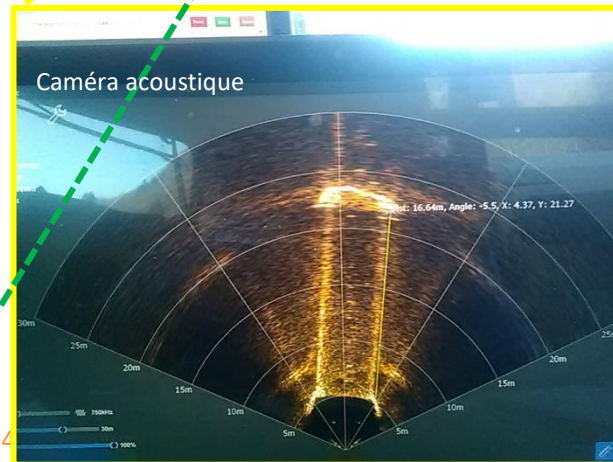 Caméra acoustique
Dist: 16.64m, Angle: -5.5, X: 4.37, Y: 21.27
30m
25m
20m
15m
10m
5m
5m
10m
15m
20m
25m
750kHz
30m
100%
4